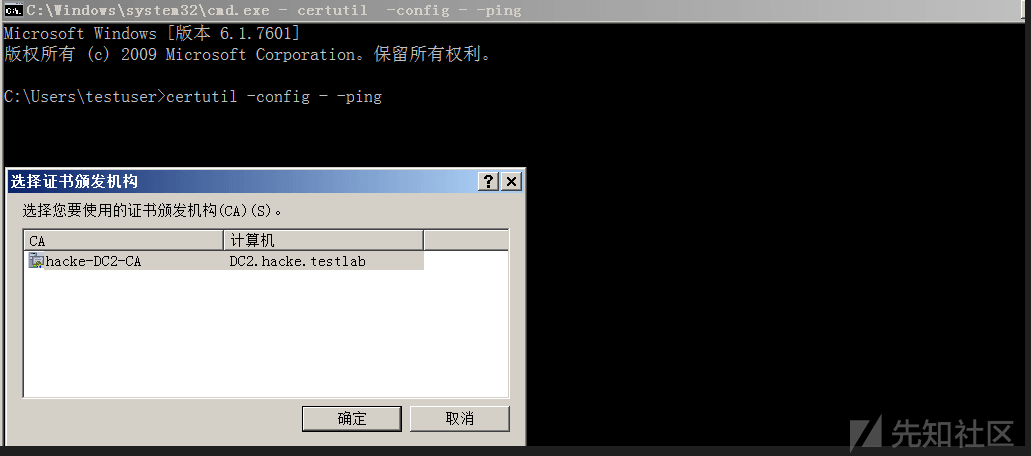 C:\Windows\system32\cmd.exe - certutil  -config - -ping
Microsoft Windows [版本 6.1.7601]
版权所有 (c) 2009 Microsoft Corporation。保留所有权利。
C:\Users\testuser>certutil -config - -ping
选择证书颁发机构
选择您要使用的证书颁发机构(CA)(S)。
CA 计算机
hacke-DC2-CA DC2.hacke.testlab
确定 取消
先知社区